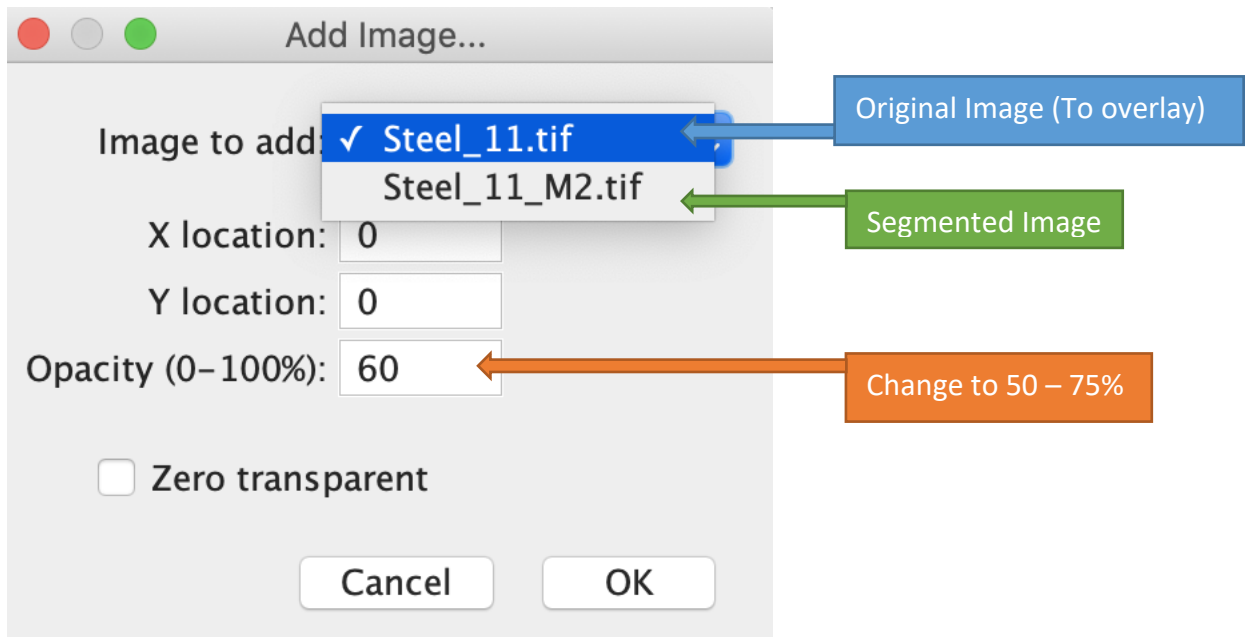 Add Image...
Original Image (To overlay)
Image to add: ✓ Steel_11.tif
Steel_11_M2.tif
Segmented Image
X location: 0
Y location: 0
Opacity (0–100%): 60
Change to 50 – 75%
Zero transparent
Cancel OK